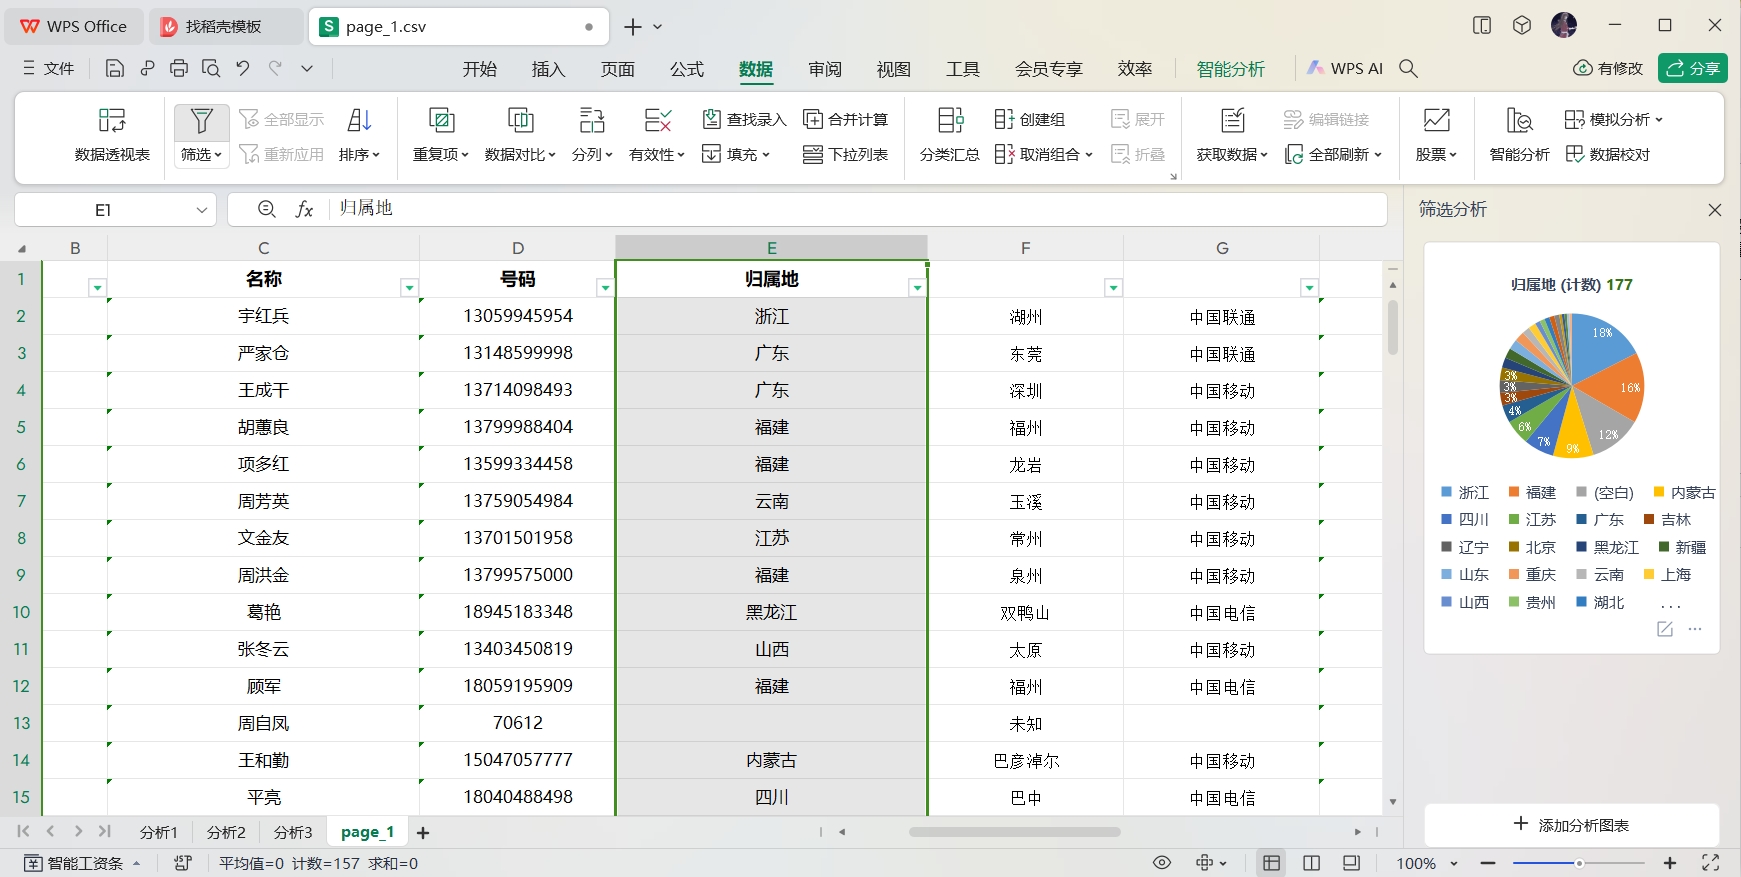 WPS Office 找稻壳模板 page_1.csv
文件 开始 插入 页面 公式 数据 审阅 视图 工具 会员专享 效率 智能分析 WPS AI 有修改 分享
全部显示 查找录入 合并计算 创建组 展开 编辑链接 模拟分析
数据透视表 筛选 重新应用 排序 重复项 数据对比 分列 有效性 填充 下拉列表 分类汇总 取消组合 折叠 获取数据 全部刷新 股票 智能分析 数据校对
E1 fx 归属地
筛选分析
B C D E F G
1 名称 号码 归属地
2 宇红兵 13059945954 浙江 湖州 中国联通
3 严家仓 13148599998 广东 东莞 中国联通
4 王成干 13714098493 广东 深圳 中国移动
5 胡蕙良 13799988404 福建 福州 中国移动
6 项多红 13599334458 福建 龙岩 中国移动
7 周芳英 13759054984 云南 玉溪 中国移动
8 文金友 13701501958 江苏 常州 中国移动
9 周洪金 13799575000 福建 泉州 中国移动
10 葛艳 18945183348 黑龙江 双鸭山 中国电信
11 张冬云 13403450819 山西 太原 中国移动
12 顾军 18059195909 福建 福州 中国电信
13 周自凤 70612 未知
14 王和勤 15047057777 内蒙古 巴彦淖尔 中国移动
15 平亮 18040488498 四川 巴中 中国电信
归属地 (计数) 177
18%
16%
12%
9%
7%
6%
4%
3%
3%
3%
浙江 福建 (空白) 内蒙古
四川 江苏 广东 吉林
辽宁 北京 黑龙江 新疆
山东 重庆 云南 上海
山西 贵州 湖北 ...
添加分析图表
分析1 分析2 分析3 page_1
智能工资条 平均值=0 计数=157 求和=0 100%